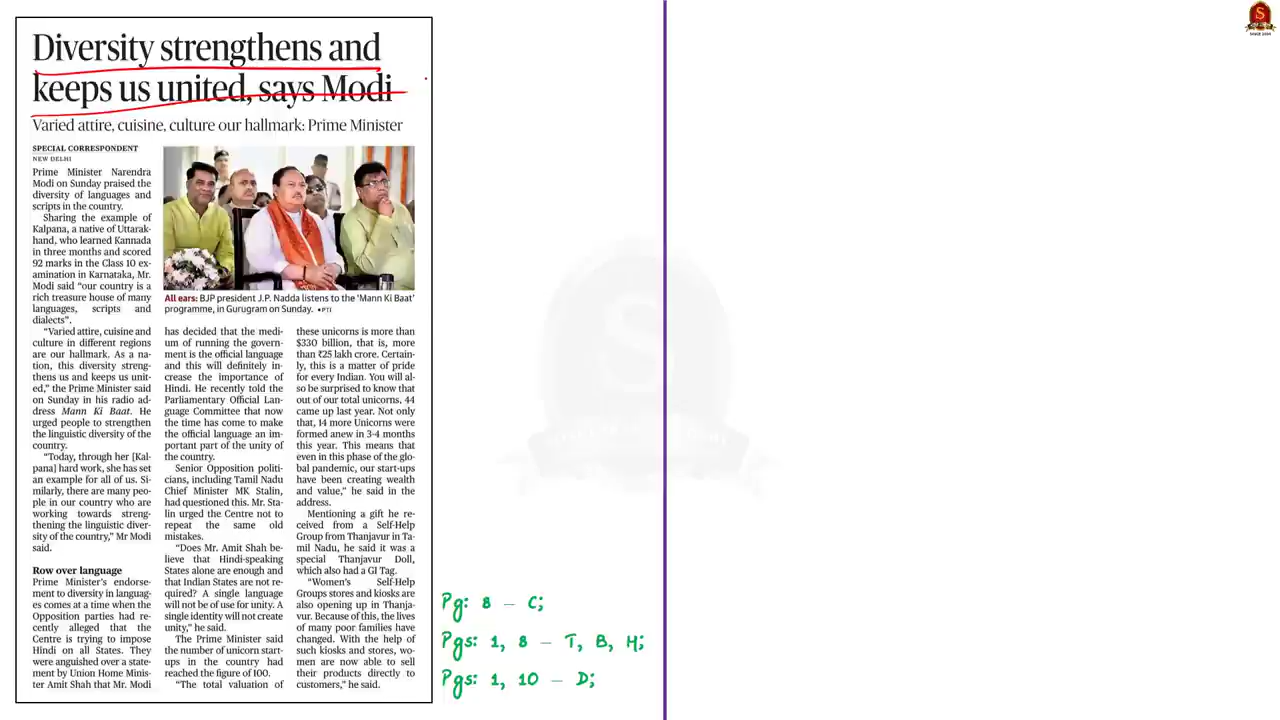 Diversity strengthens and
keeps us united, says Modi
Varied attire, cuisine, culture our hallmark: Prime Minister
SPECIAL CORRESPONDENT
NEW DELHI
Prime Minister Narendra
Modi on Sunday praised the
diversity of languages and
scripts in the country.
Sharing the example of
Kalpana, a native of Uttarak-
hand, who learned Kannada
in three months and scored
92 marks in the Class 10 ex-
amination in Karnataka, Mr.
Modi said “our country is a
rich treasure house of many
languages, scripts and
dialects”.
“Varied attire, cuisine and
culture in different regions
are our hallmark. As a na-
tion, this diversity streng-
thens us and keeps us unit-
ed,” the Prime Minister said
on Sunday in his radio ad-
dress Mann Ki Baat. He
urged people to strengthen
the linguistic diversity of the
country.
“Today, through her [Kal-
pana] hard work, she has set
an example for all of us. Si-
milarly, there are many peo-
ple in our country who are
working towards streng-
thening the linguistic diver-
sity of the country,” Mr Modi
said.
Row over language
Prime Minister’s endorse-
ment to diversity in languag-
es comes at a time when the
Opposition parties had re-
cently alleged that the
Centre is trying to impose
Hindi on all States. They
were anguished over a state-
ment by Union Home Minis-
ter Amit Shah that Mr. Modi
All ears: BJP president J.P. Nadda listens to the ‘Mann Ki Baat’
programme, in Gurugram on Sunday. •PTI
has decided that the medi-
um of running the govern-
ment is the official language
and this will definitely in-
crease the importance of
Hindi. He recently told the
Parliamentary Official Lan-
guage Committee that now
the time has come to make
the official language an im-
portant part of the unity of
the country.
Senior Opposition politi-
cians, including Tamil Nadu
Chief Minister MK Stalin,
had questioned this. Mr. Sta-
lin urged the Centre not to
repeat the same old
mistakes.
“Does Mr. Amit Shah be-
lieve that Hindi-speaking
States alone are enough and
that Indian States are not re-
quired? A single language
will not be of use for unity. A
single identity will not create
unity,” he said.
The Prime Minister said
the number of unicorn start-
ups in the country had
reached the figure of 100.
“The total valuation of
these unicorns is more than
$330 billion, that is, more
than ₹25 lakh crore. Certain-
ly, this is a matter of pride
for every Indian. You will al-
so be surprised to know that
out of our total unicorns, 44
came up last year. Not only
that, 14 more Unicorns were
formed anew in 3-4 months
this year. This means that
even in this phase of the glo-
bal pandemic, our start-ups
have been creating wealth
and value,” he said in the
address.
Mentioning a gift he re-
ceived from a Self-Help
Group from Thanjavur in Ta-
mil Nadu, he said it was a
special Thanjavur Doll,
which also had a GI Tag.
“Women’s Self-Help
Groups stores and kiosks are
also opening up in Thanja-
vur. Because of this, the lives
of many poor families have
changed. With the help of
such kiosks and stores, wo-
men are now able to sell
their products directly to
customers,” he said.
Pg: 8 – C;
Pgs: 1, 8 – T, B, H;
Pgs: 1, 10 – D;
S